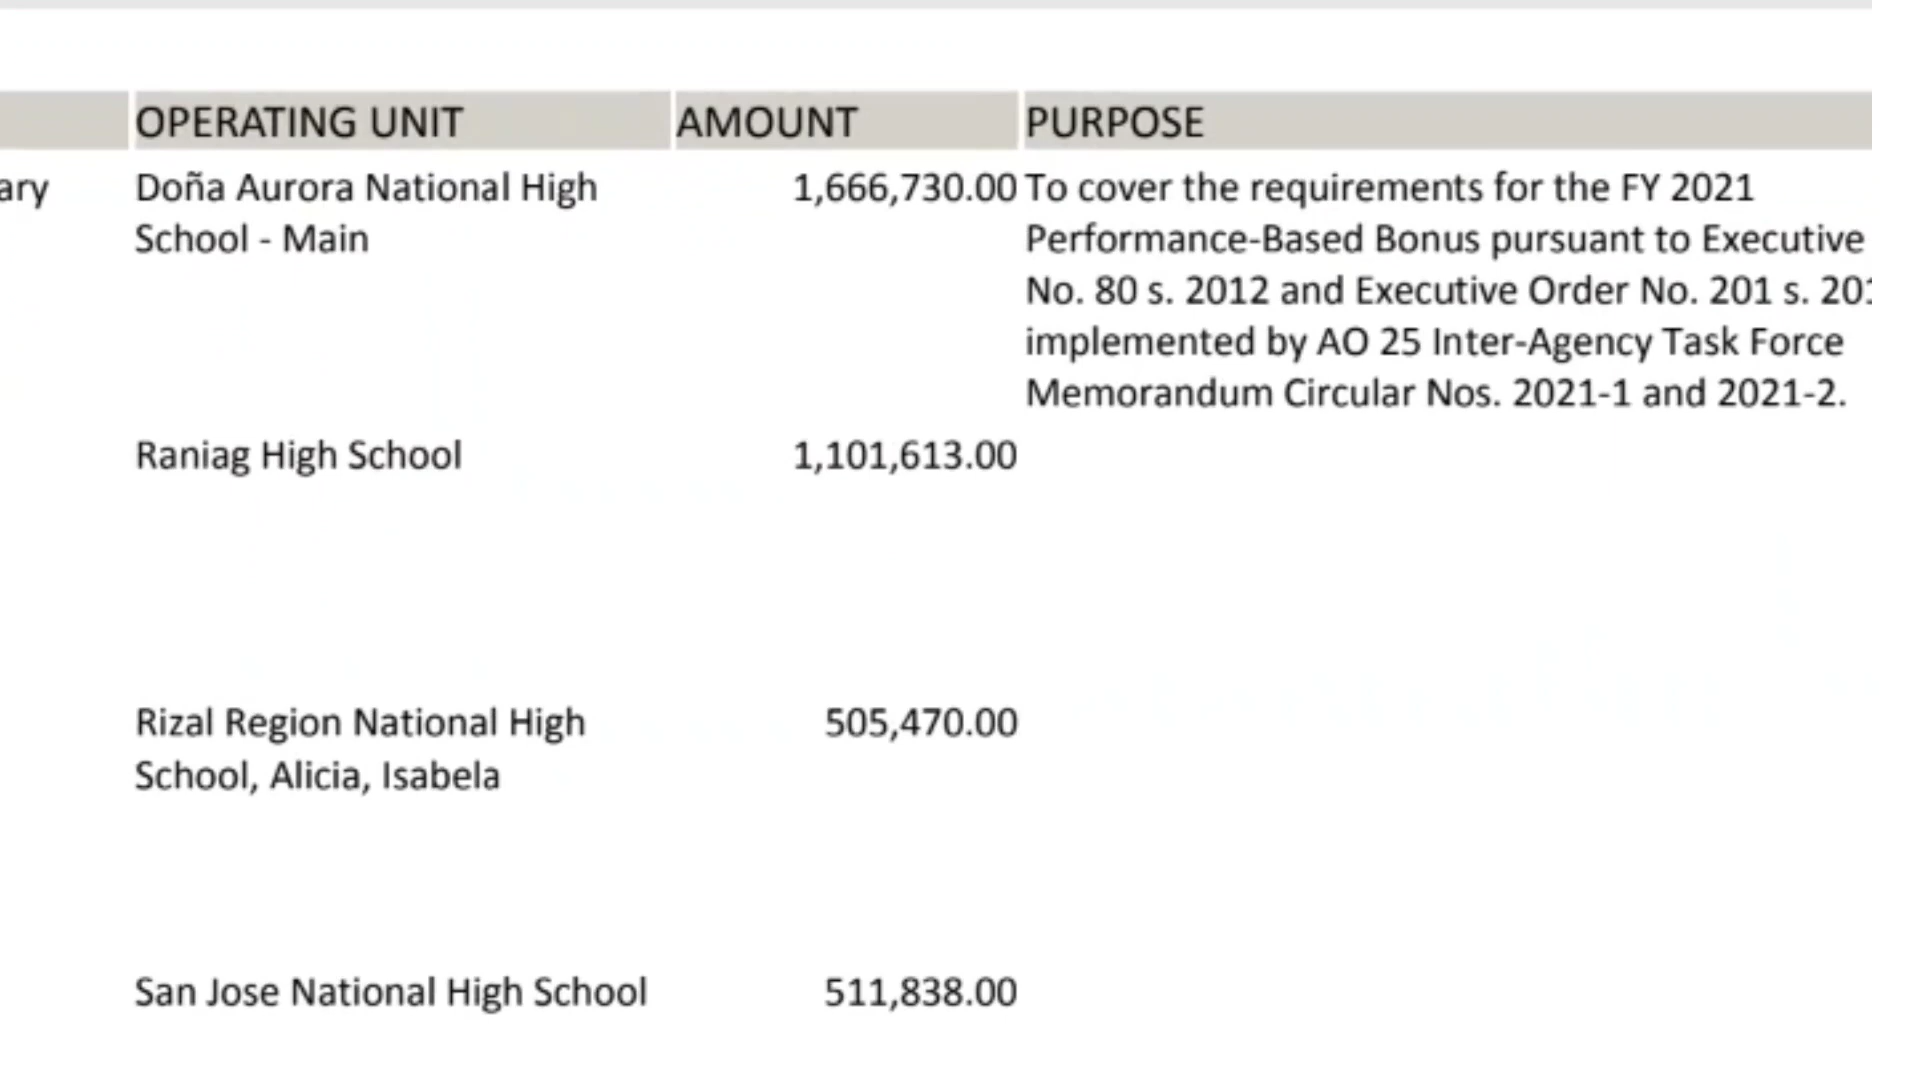 OPERATING UNIT AMOUNT PURPOSE
ary Doña Aurora National High 1,666,730.00 To cover the requirements for the FY 2021
School - Main Performance-Based Bonus pursuant to Executive
No. 80 s. 2012 and Executive Order No. 201 s. 201
implemented by AO 25 Inter-Agency Task Force
Memorandum Circular Nos. 2021-1 and 2021-2.
Raniag High School 1,101,613.00
Rizal Region National High 505,470.00
School, Alicia, Isabela
San Jose National High School 511,838.00